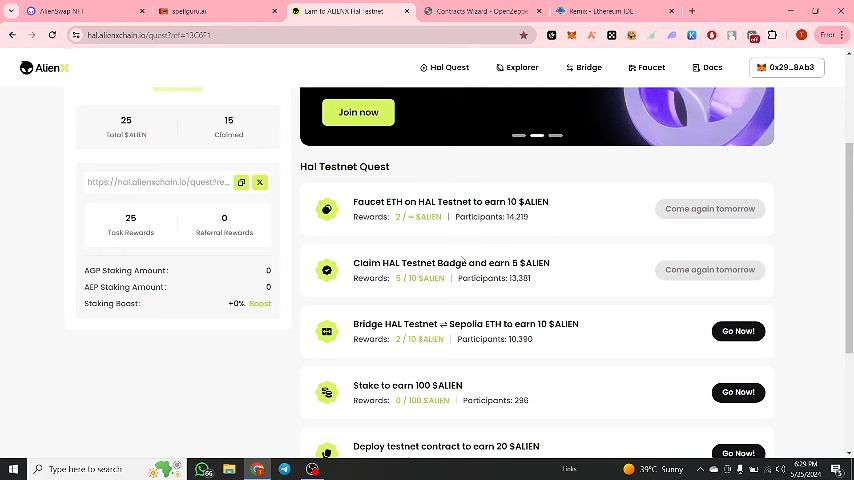 AlienSwap NFT
spellguru.ai
Earn to ALIENX Hal Testnet
Contracts Wizard - OpenZeppe
Remix - Ethereum IDE
hal.alienxchain.io/quest?ref=13C6F1
Error
AlienX
Hal Quest
Explorer
Bridge
Faucet
Docs
0x29...8Ab3
25
Total $ALIEN
15
Claimed
Join now
https://hal.alienxchain.io/quest?re...
25
Task Rewards
0
Referral Rewards
AGP Staking Amount: 0
AEP Staking Amount: 0
Staking Boost: +0% Boost
Hal Testnet Quest
Faucet ETH on HAL Testnet to earn 10 $ALIEN
Rewards: 2 / ∞ $ALIEN | Participants: 14,219
Come again tomorrow
Claim HAL Testnet Badge and earn 5 $ALIEN
Rewards: 5 / 10 $ALIEN | Participants: 13,381
Come again tomorrow
Bridge HAL Testnet ⇌ Sepolia ETH to earn 10 $ALIEN
Rewards: 2 / 10 $ALIEN | Participants: 10,390
Go Now!
Stake to earn 100 $ALIEN
Rewards: 0 / 100 $ALIEN | Participants: 296
Go Now!
Deploy testnet contract to earn 20 $ALIEN
Go Now!
Type here to search
66
Links
39°C Sunny
6:29 PM
5/25/2024